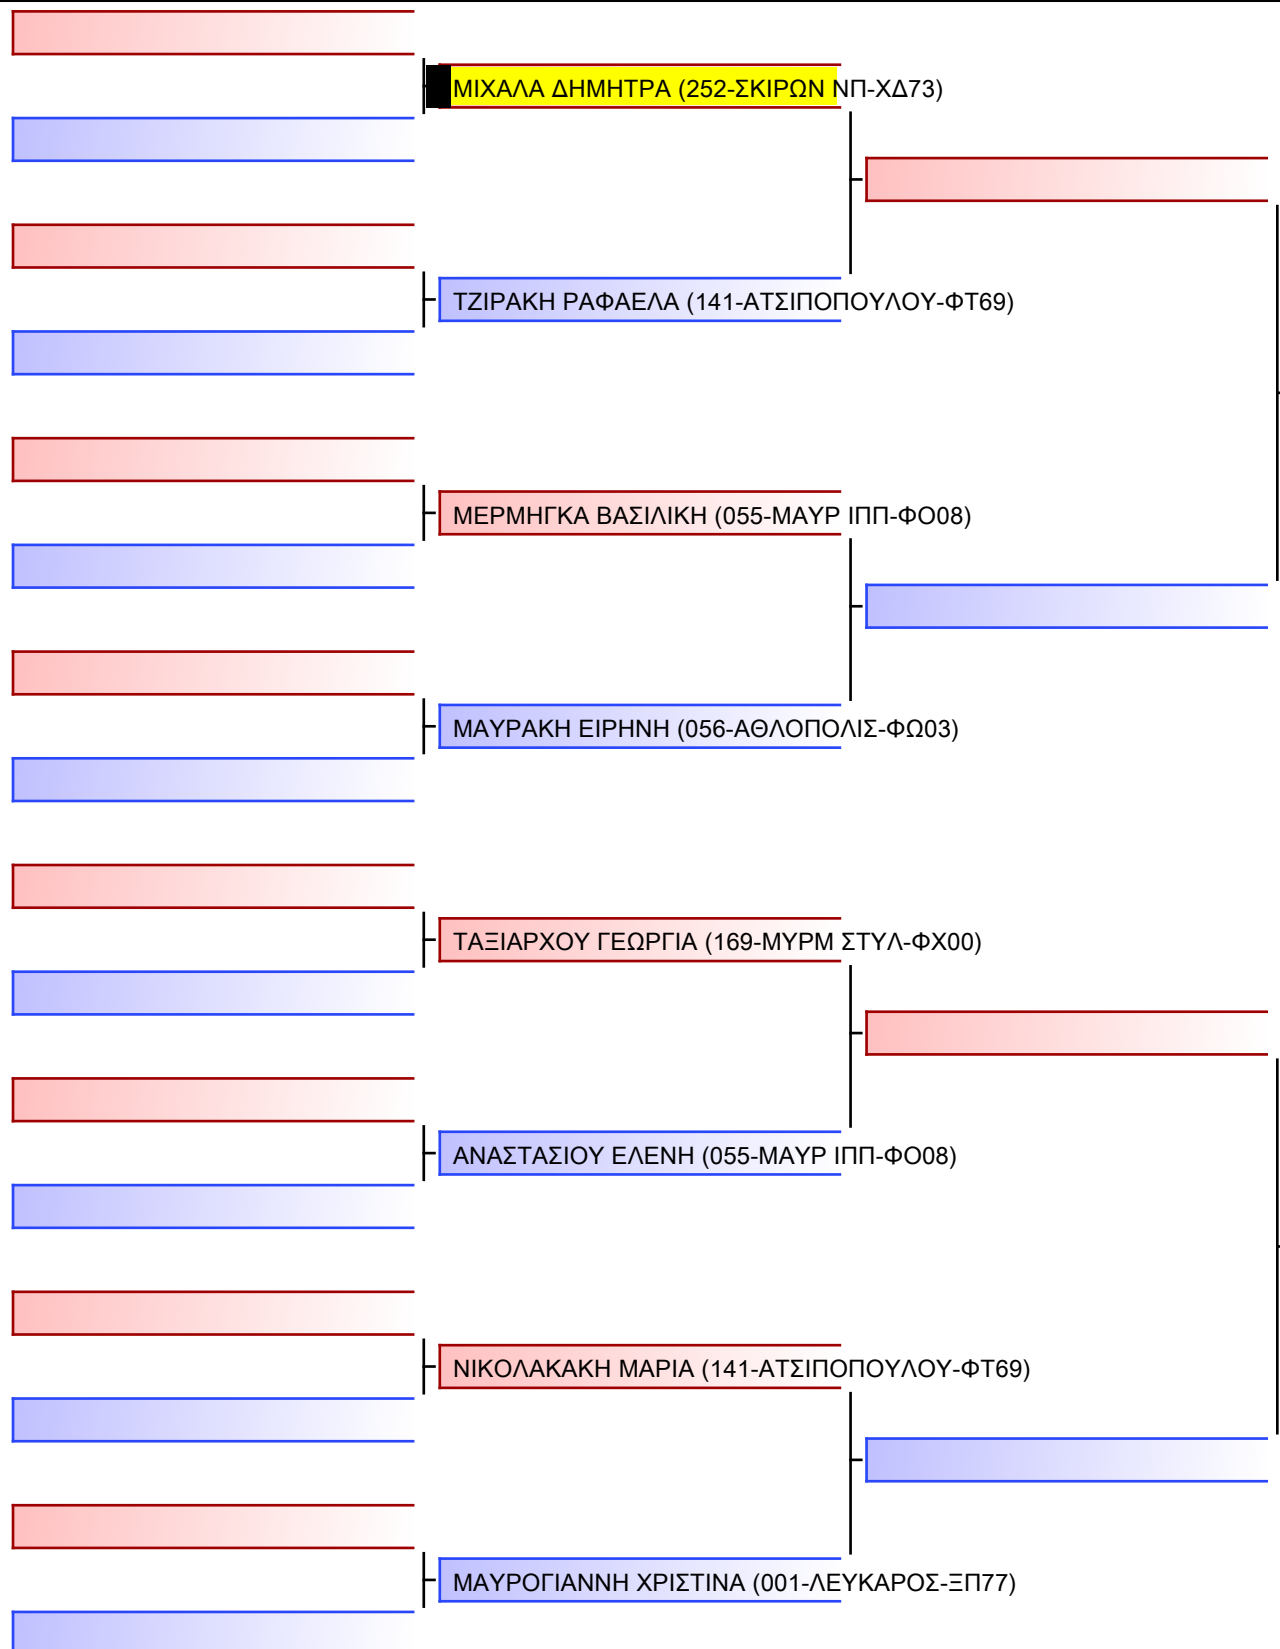 ΜΙΧΑΛΑ ΔΗΜΗΤΡΑ (252-ΣΚΙΡΩΝ ΝΠ-ΧΔ73)
ΤΖΙΡΑΚΗ ΡΑΦΑΕΛΑ (141-ΑΤΣΙΠΟΠΟΥΛΟΥ-ΦΤ69)
ΜΕΡΜΗΓΚΑ ΒΑΣΙΛΙΚΗ (055-ΜΑΥΡ ΙΠΠ-ΦΟ08)
ΜΑΥΡΑΚΗ ΕΙΡΗΝΗ (056-ΑΘΛΟΠΟΛΙΣ-ΦΩ03)
ΤΑΞΙΑΡΧΟΥ ΓΕΩΡΓΙΑ (169-ΜΥΡΜ ΣΤΥΛ-ΦΧ00)
ΑΝΑΣΤΑΣΙΟΥ ΕΛΕΝΗ (055-ΜΑΥΡ ΙΠΠ-ΦΟ08)
ΝΙΚΟΛΑΚΑΚΗ ΜΑΡΙΑ (141-ΑΤΣΙΠΟΠΟΥΛΟΥ-ΦΤ69)
ΜΑΥΡΟΓΙΑΝΝΗ ΧΡΙΣΤΙΝΑ (001-ΛΕΥΚΑΡΟΣ-ΞΠ77)